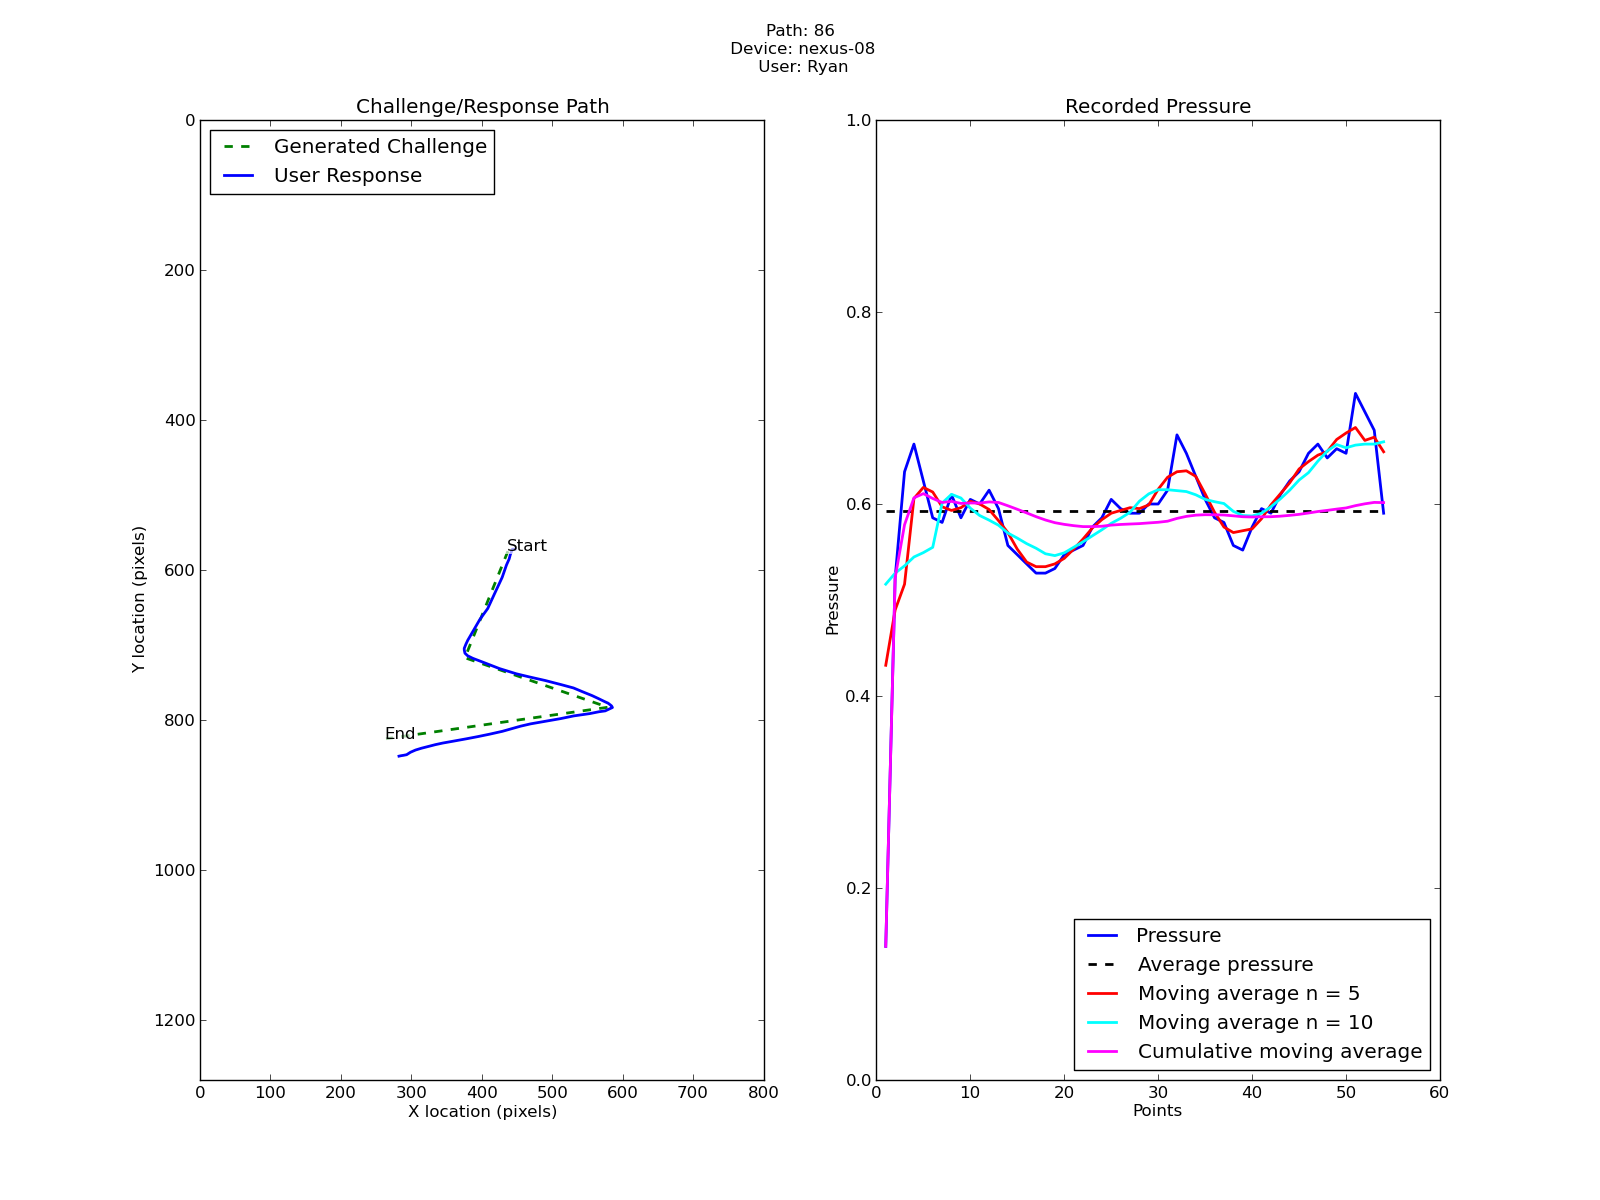 Path: 86
Device: nexus-08
User: Ryan
Challenge/Response Path
Generated Challenge
User Response
0
200
400
600
800
1000
1200
Y location (pixels)
Start
End
0 100 200 300 400 500 600 700 800
X location (pixels)
Recorded Pressure
1.0
0.8
0.6
0.4
0.2
0.0
Pressure
Pressure
Average pressure
Moving average n = 5
Moving average n = 10
Cumulative moving average
0 10 20 30 40 50 60
Points